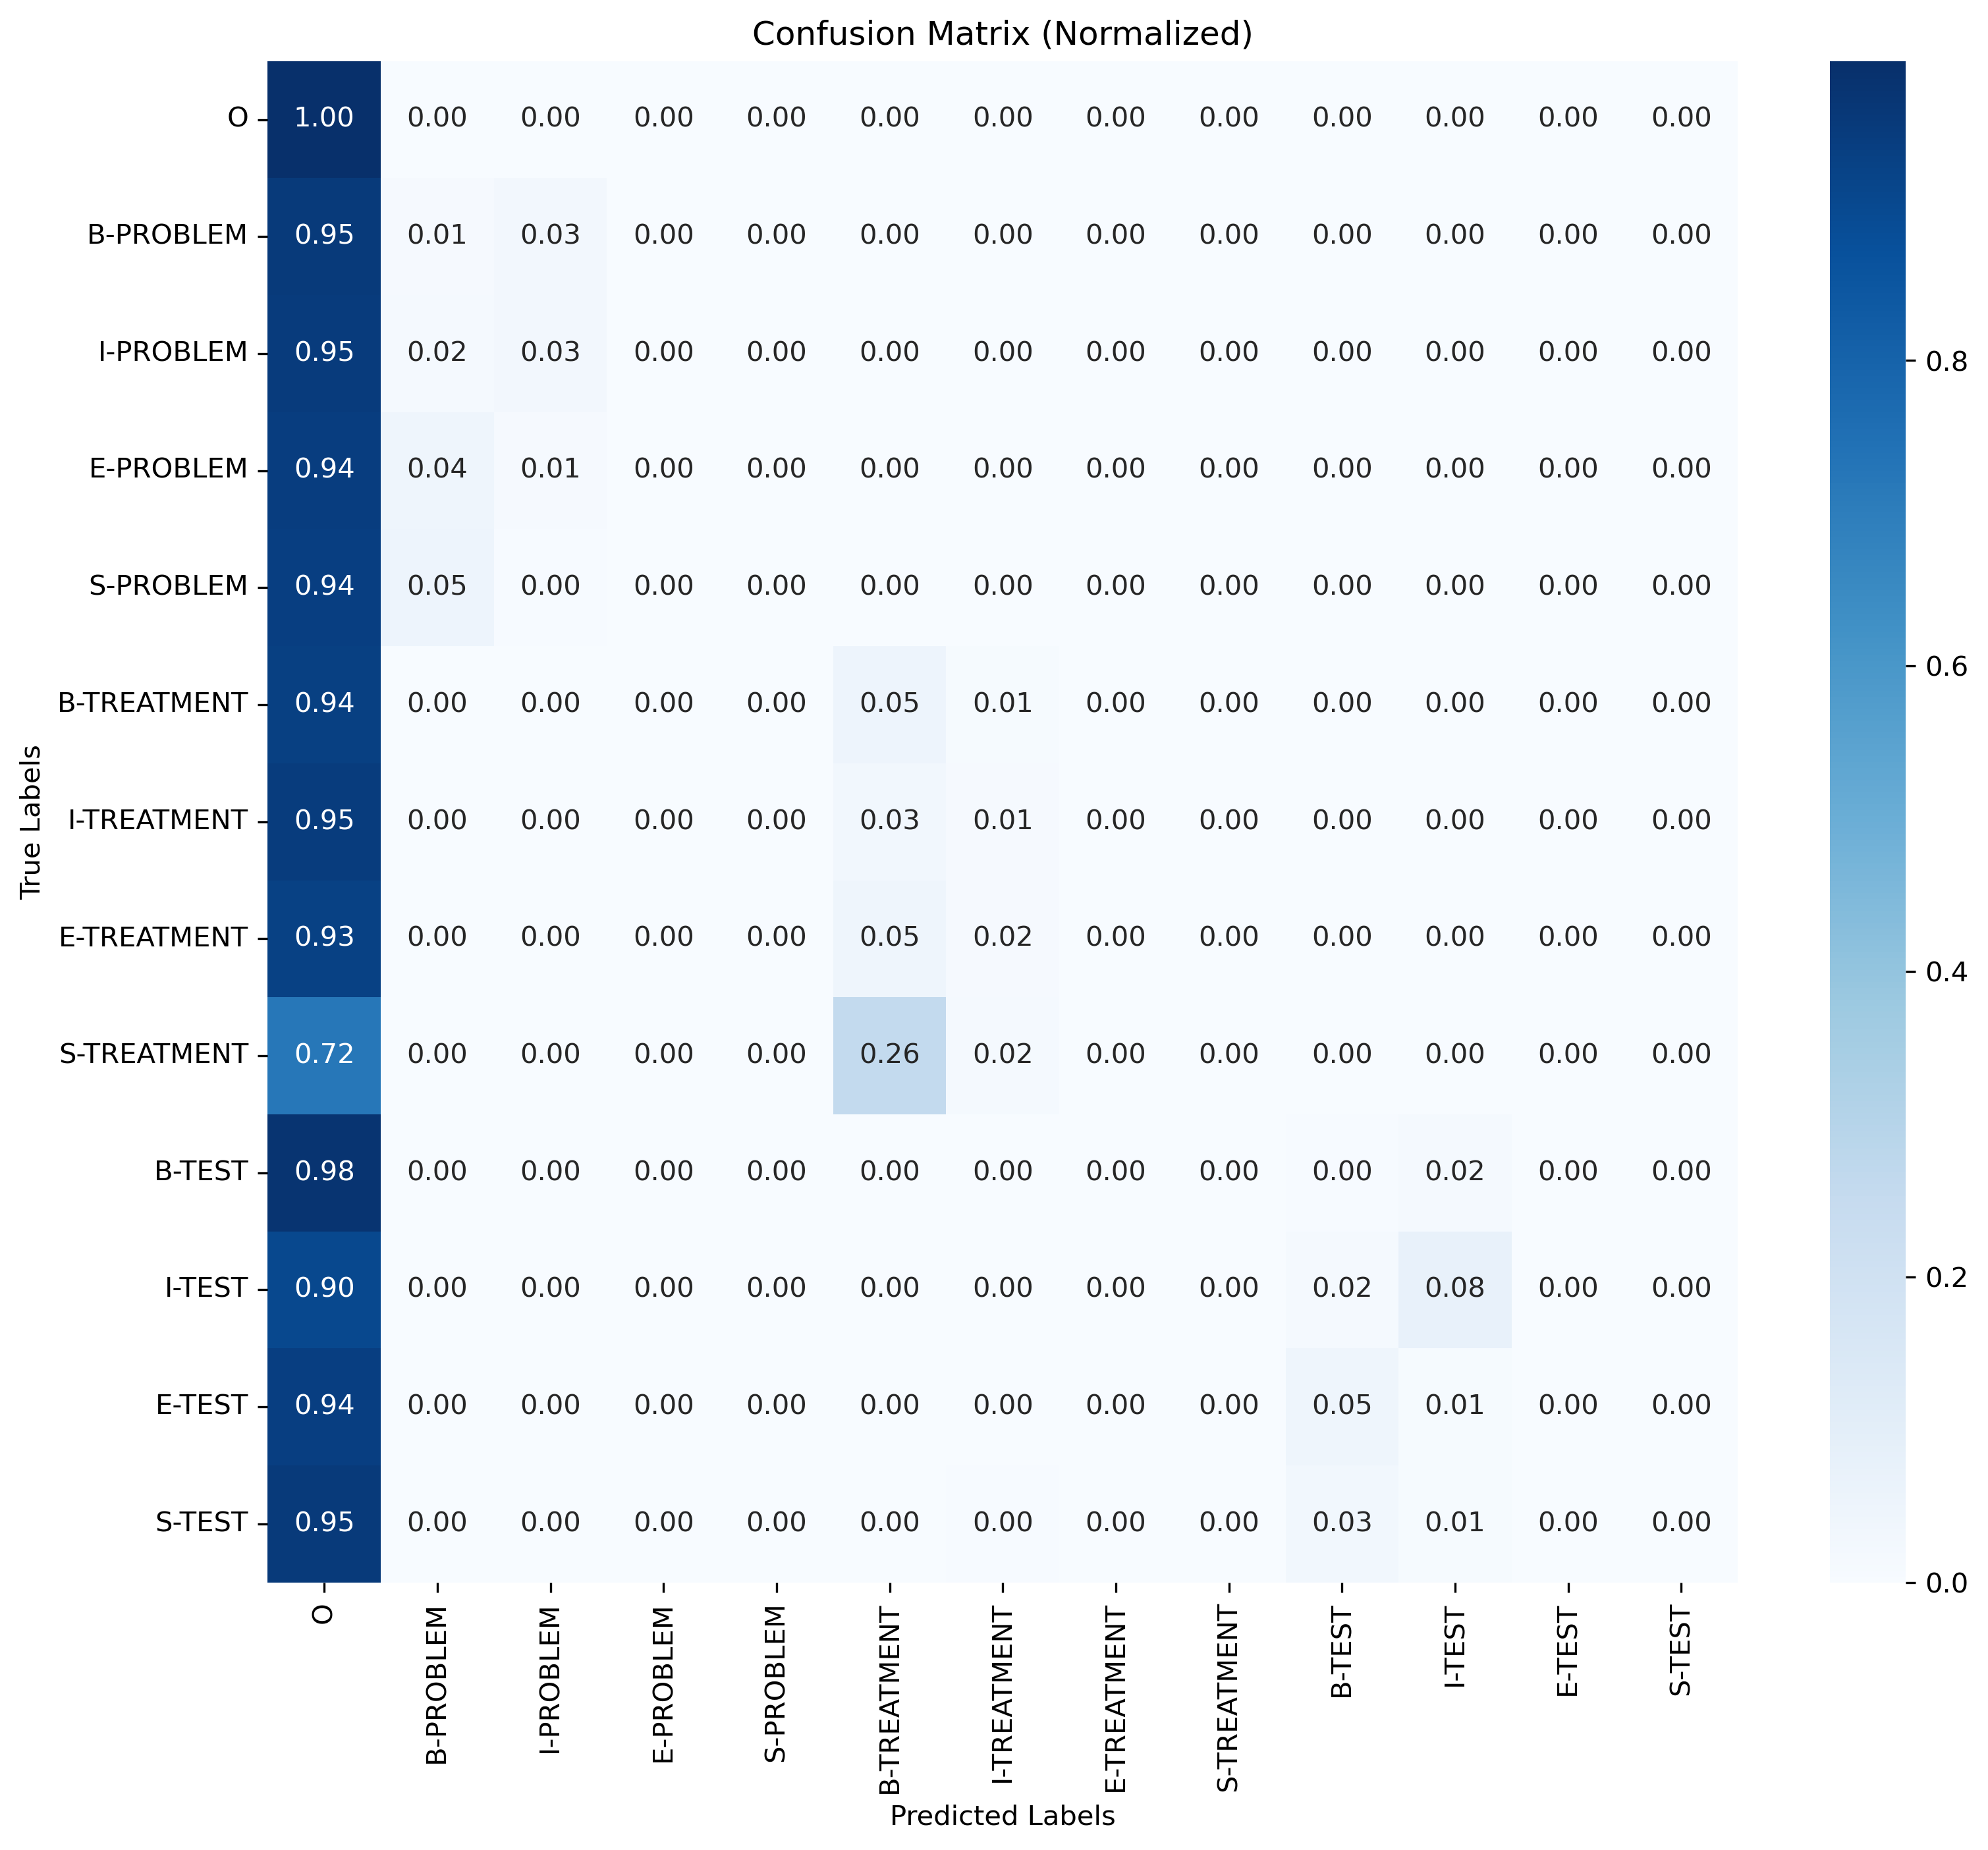 Confusion Matrix (Normalized)
True Labels
O 1.00 0.00 0.00 0.00 0.00 0.00 0.00 0.00 0.00 0.00 0.00 0.00 0.00
B-PROBLEM 0.95 0.01 0.03 0.00 0.00 0.00 0.00 0.00 0.00 0.00 0.00 0.00 0.00
I-PROBLEM 0.95 0.02 0.03 0.00 0.00 0.00 0.00 0.00 0.00 0.00 0.00 0.00 0.00
E-PROBLEM 0.94 0.04 0.01 0.00 0.00 0.00 0.00 0.00 0.00 0.00 0.00 0.00 0.00
S-PROBLEM 0.94 0.05 0.00 0.00 0.00 0.00 0.00 0.00 0.00 0.00 0.00 0.00 0.00
B-TREATMENT 0.94 0.00 0.00 0.00 0.00 0.05 0.01 0.00 0.00 0.00 0.00 0.00 0.00
I-TREATMENT 0.95 0.00 0.00 0.00 0.00 0.03 0.01 0.00 0.00 0.00 0.00 0.00 0.00
E-TREATMENT 0.93 0.00 0.00 0.00 0.00 0.05 0.02 0.00 0.00 0.00 0.00 0.00 0.00
S-TREATMENT 0.72 0.00 0.00 0.00 0.00 0.26 0.02 0.00 0.00 0.00 0.00 0.00 0.00
B-TEST 0.98 0.00 0.00 0.00 0.00 0.00 0.00 0.00 0.00 0.00 0.02 0.00 0.00
I-TEST 0.90 0.00 0.00 0.00 0.00 0.00 0.00 0.00 0.00 0.02 0.08 0.00 0.00
E-TEST 0.94 0.00 0.00 0.00 0.00 0.00 0.00 0.00 0.00 0.05 0.01 0.00 0.00
S-TEST 0.95 0.00 0.00 0.00 0.00 0.00 0.00 0.00 0.00 0.03 0.01 0.00 0.00
O B-PROBLEM I-PROBLEM E-PROBLEM S-PROBLEM B-TREATMENT I-TREATMENT E-TREATMENT S-TREATMENT B-TEST I-TEST E-TEST S-TEST
Predicted Labels
0.8
0.6
0.4
0.2
0.0